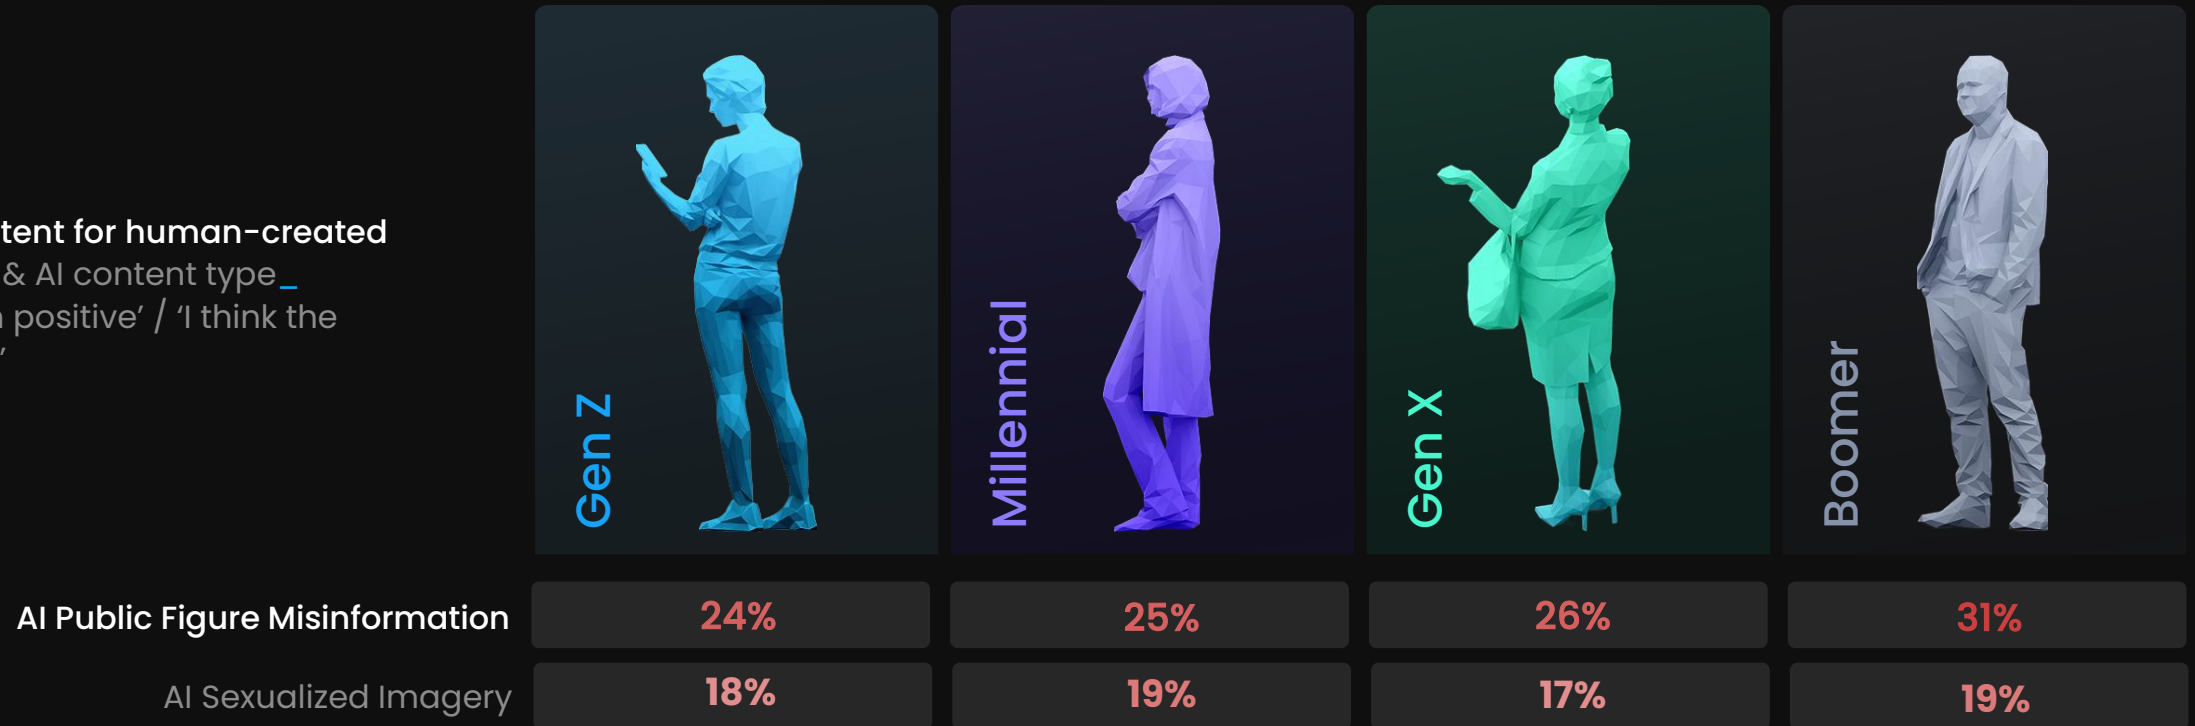 tent for human-created
& AI content type_
positive’ / ‘I think the
’
Gen Z
Millennial
Gen X
Boomer
AI Public Figure Misinformation
24%
25%
26%
31%
AI Sexualized Imagery
18%
19%
17%
19%